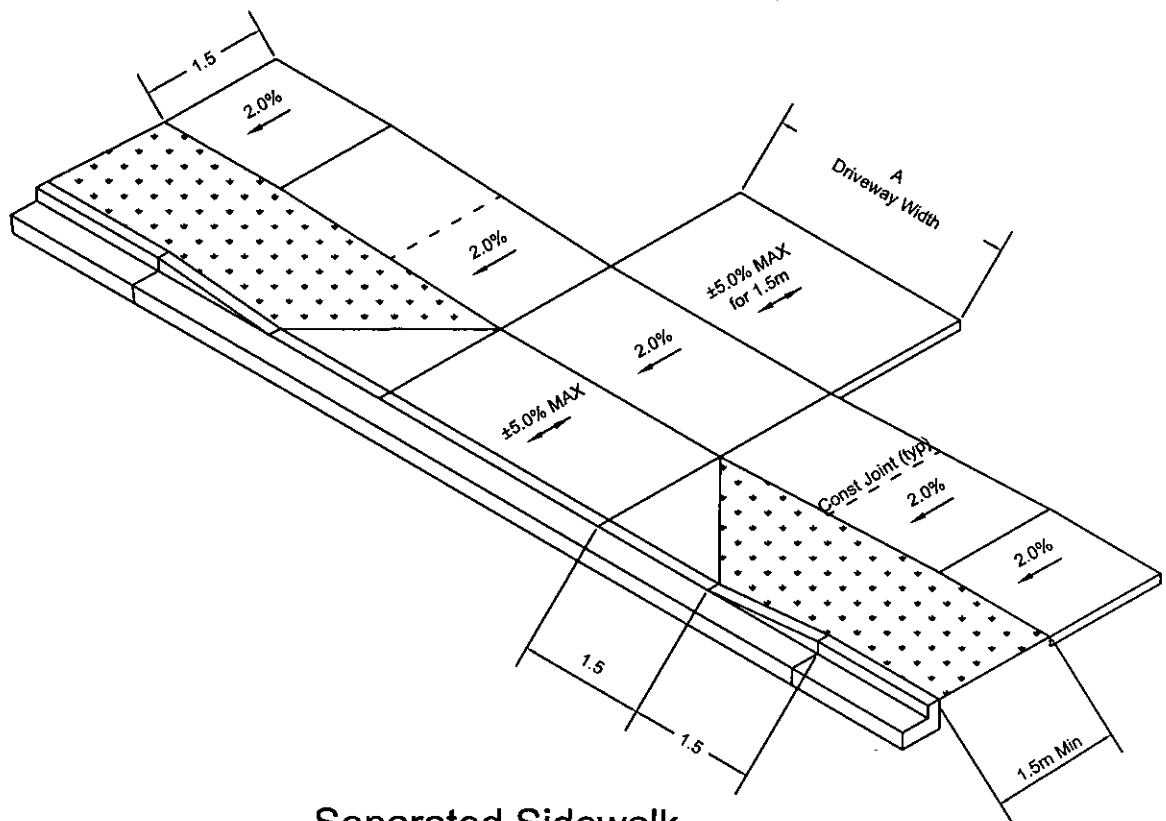 1.5
2.0%
A
Driveway Width
2.0%
±5.0% MAX
for 1.5m
2.0%
±5.0% MAX
Const Joint (typ)
2.0%
2.0%
1.5
1.5
1.5m Min
Separated Sidewalk